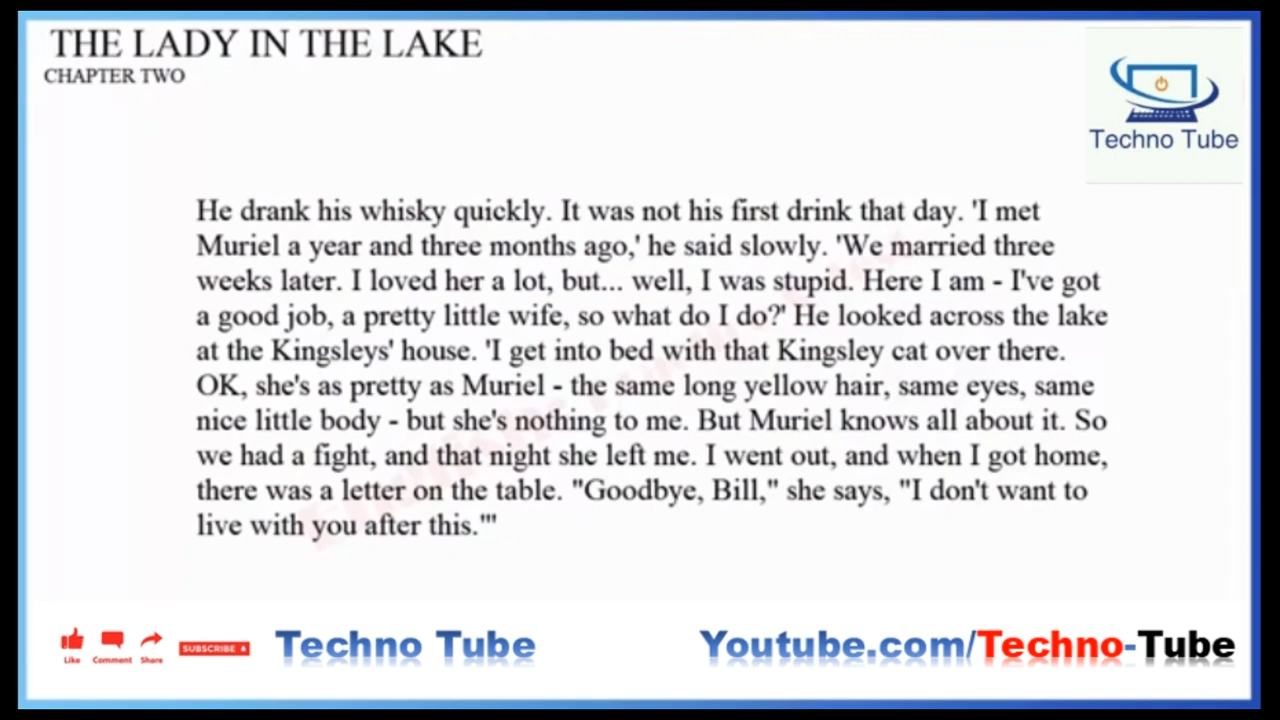 THE LADY IN THE LAKE
CHAPTER TWO
Techno Tube
He drank his whisky quickly. It was not his first drink that day. 'I met
Muriel a year and three months ago,' he said slowly. 'We married three
weeks later. I loved her a lot, but... well, I was stupid. Here I am - I've got
a good job, a pretty little wife, so what do I do?' He looked across the lake
at the Kingsleys' house. 'I get into bed with that Kingsley cat over there.
OK, she's as pretty as Muriel - the same long yellow hair, same eyes, same
nice little body - but she's nothing to me. But Muriel knows all about it. So
we had a fight, and that night she left me. I went out, and when I got home,
there was a letter on the table. "Goodbye, Bill," she says, "I don't want to
live with you after this."'
Like Comment Share SUBSCRIBE Techno Tube Youtube.com/Techno-Tube